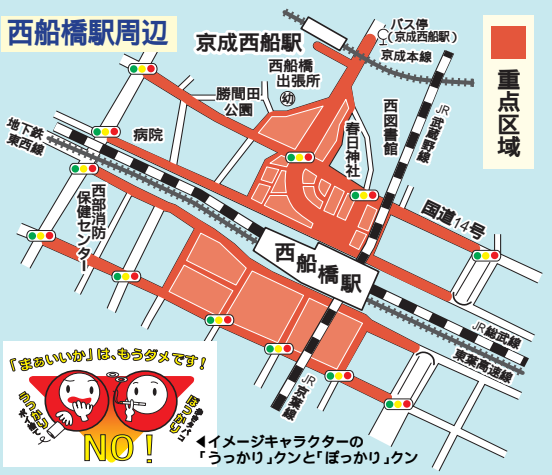 西船橋駅周辺
重点区域
バス停
(京成西船駅)
京成西船駅
京成本線
西船橋
出張所
幼
勝間田
公園
西図書館
JR武蔵野線
春日神社
病院
地下鉄
東西線
西部消防
保健センター
国道14号
西船橋駅
JR総武線
東葉高速線
JR京葉線
「まぁいいか」は、もうダメです!
うっかり
ぽっかり
NO!
◀イメージキャラクターの
「うっかり」クンと「ぽっかり」クン